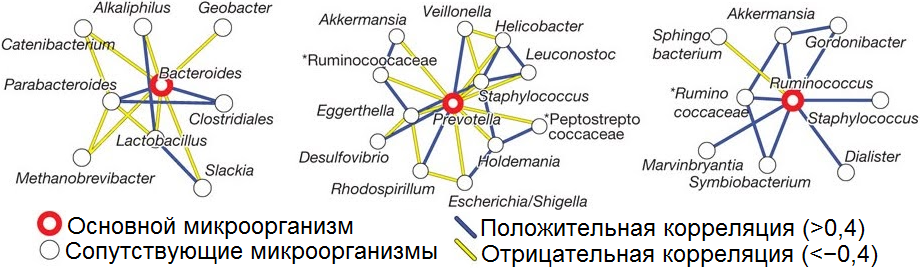 Alkaliphilus
Geobacter
Catenibacterium
Bacteroides
Parabacteroides
Clostridiales
Lactobacillus
Methanobrevibacter
Slackia
Veillonella
Akkermansia
Helicobacter
*Ruminocoocaceae
Leuconostoc
Staphylococcus
Eggerthella
Prevotella
*Peptostrepto
coccaceae
Desulfovibrio
Holdemania
Rhodospirillum
Escherichia/Shigella
Akkermansia
Sphingo
bacterium
Gordonibacter
Ruminococcus
*Rumino
coccaceae
Staphylococcus
Marvinbryantia
Dialister
Symbiobacterium
Основной микроорганизм
Сопутствующие микроорганизмы
Положительная корреляция (>0,4)
Отрицательная корреляция (<−0,4)